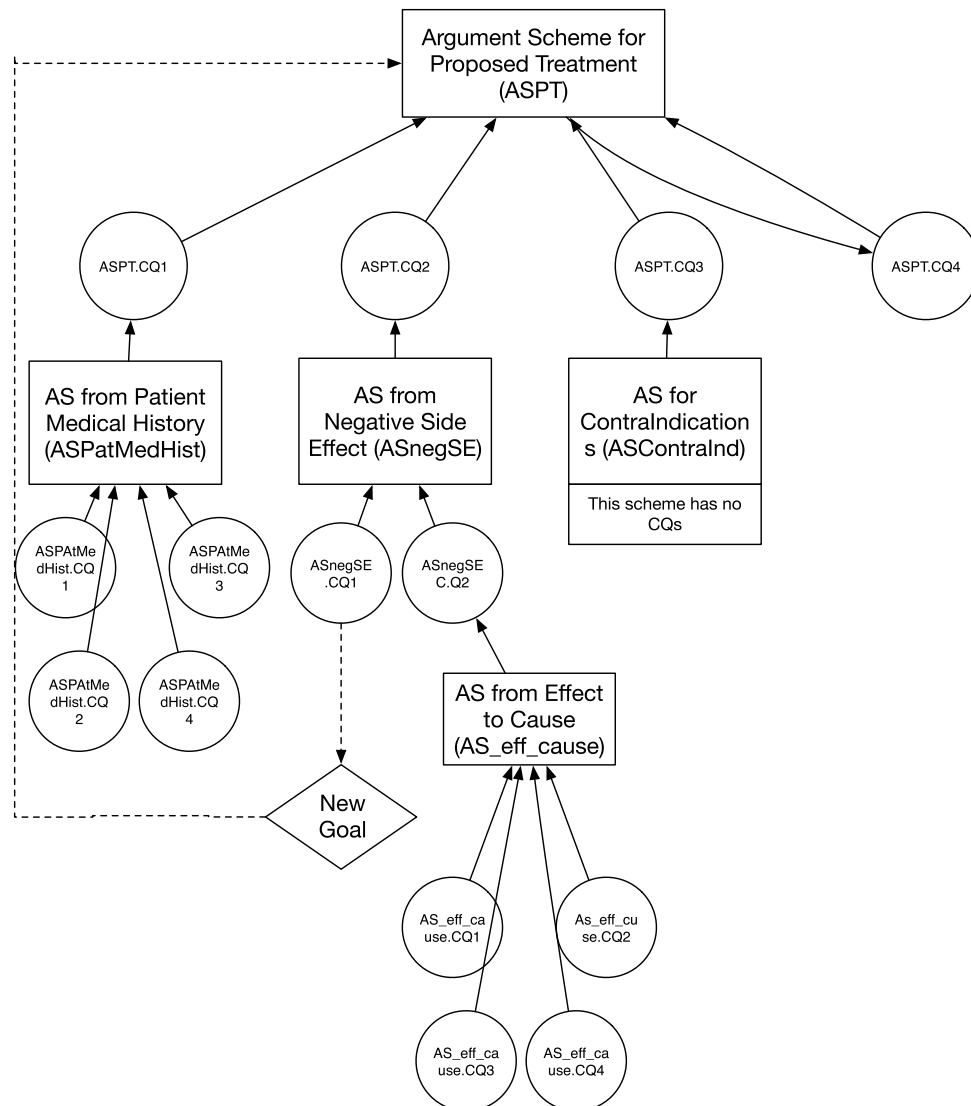 Argument Scheme for
Proposed Treatment
(ASPT)
ASPT.CQ1
ASPT.CQ2
ASPT.CQ3
ASPT.CQ4
AS from Patient
Medical History
(ASPatMedHist)
AS from
Negative Side
Effect (ASnegSE)
AS for
ContraIndication
s (ASContraInd)
This scheme has no
CQs
ASPAtMe
dHist.CQ
1
ASPAtMe
dHist.CQ
3
ASnegSE
.CQ1
ASnegSE
C.Q2
ASPAtMe
dHist.CQ
2
ASPAtMe
dHist.CQ
4
AS from Effect
to Cause
(AS_eff_cause)
New
Goal
AS_eff_ca
use.CQ1
As_eff_cu
se.CQ2
AS_eff_ca
use.CQ3
AS_eff_ca
use.CQ4